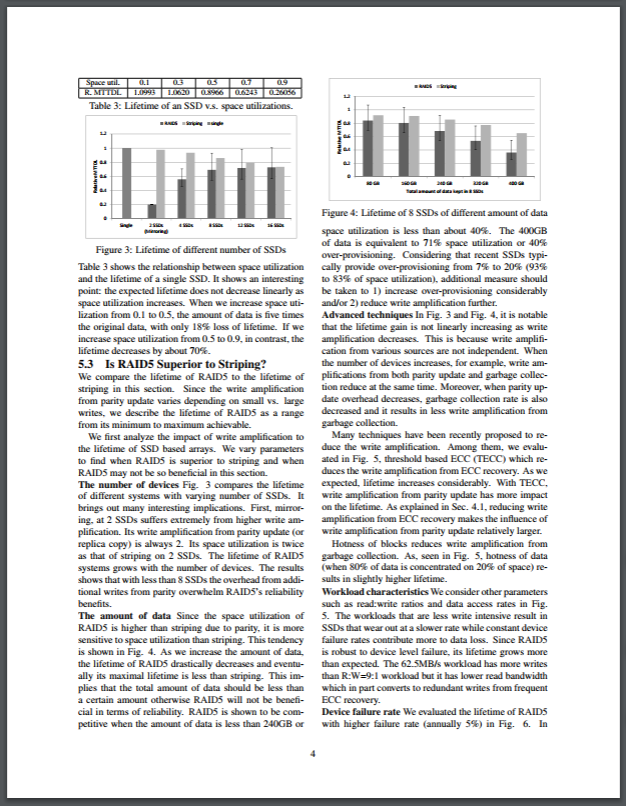 Space util. 0.1 0.3 0.5 0.7 0.9
R. MTTDL 1.0993 1.0620 0.8966 0.6243 0.26056
Table 3: Lifetime of an SSD v.s. space utilizations.
RAID5 Striping single
Relative MTTDL
1.2
1
0.8
0.6
0.4
0.2
0
Single 2 SSDs 4 SSDs 8 SSDs 12 SSDs 16 SSDs
(Mirroring)
Figure 3: Lifetime of different number of SSDs
Table 3 shows the relationship between space utilization
and the lifetime of a single SSD. It shows an interesting
point: the expected lifetime does not decrease linearly as
space utilization increases. When we increase space uti-
lization from 0.1 to 0.5, the amount of data is five times
the original data, with only 18% loss of lifetime. If we
increase space utilization from 0.5 to 0.9, in contrast, the
lifetime decreases by about 70%.
5.3 Is RAID5 Superior to Striping?
We compare the lifetime of RAID5 to the lifetime of
striping in this section. Since the write amplification
from parity update varies depending on small vs. large
writes, we describe the lifetime of RAID5 as a range
from its minimum to maximum achievable.
We first analyze the impact of write amplification to
the lifetime of SSD based arrays. We vary parameters
to find when RAID5 is superior to striping and when
RAID5 may not be so beneficial in this section.
The number of devices Fig. 3 compares the lifetime
of different systems with varying number of SSDs. It
brings out many interesting implications. First, mirror-
ing, at 2 SSDs suffers extremely from higher write am-
plification. Its write amplification from parity update (or
replica copy) is always 2. Its space utilization is twice
as that of striping on 2 SSDs. The lifetime of RAID5
systems grows with the number of devices. The results
shows that with less than 8 SSDs the overhead from addi-
tional writes from parity overwhelm RAID5's reliability
benefits.
The amount of data Since the space utilization of
RAID5 is higher than striping due to parity, it is more
sensitive to space utilization than striping. This tendency
is shown in Fig. 4. As we increase the amount of data,
the lifetime of RAID5 drastically decreases and eventu-
ally its maximal lifetime is less than striping. This im-
plies that the total amount of data should be less than
a certain amount otherwise RAID5 will not be benefi-
cial in terms of reliability. RAID5 is shown to be com-
petitive when the amount of data is less than 240GB or
RAID5 Striping
Relative MTTDL
1.2
1
0.8
0.6
0.4
0.2
0
80 GB 160 GB 240 GB 320 GB 400 GB
Total amount of data kept in 8 SSDs
Figure 4: Lifetime of 8 SSDs of different amount of data
space utilization is less than about 40%. The 400GB
of data is equivalent to 71% space utilization or 40%
over-provisioning. Considering that recent SSDs typi-
cally provide over-provisioning from 7% to 20% (93%
to 83% of space utilization), additional measure should
be taken to 1) increase over-provisioning considerably
and/or 2) reduce write amplification further.
Advanced techniques In Fig. 3 and Fig. 4, it is notable
that the lifetime gain is not linearly increasing as write
amplification decreases. This is because write amplifi-
cation from various sources are not independent. When
the number of devices increases, for example, write am-
plifications from both parity update and garbage collec-
tion reduce at the same time. Moreover, when parity up-
date overhead decreases, garbage collection rate is also
decreased and it results in less write amplification from
garbage collection.
Many techniques have been recently proposed to re-
duce the write amplification. Among them, we evalu-
ated in Fig. 5, threshold based ECC (TECC) which re-
duces the write amplification from ECC recovery. As we
expected, lifetime increases considerably. With TECC,
write amplification from parity update has more impact
on the lifetime. As explained in Sec. 4.1, reducing write
amplification from ECC recovery makes the influence of
write amplification from parity update relatively larger.
Hotness of blocks reduces write amplification from
garbage collection. As, seen in Fig. 5, hotness of data
(when 80% of data is concentrated on 20% of space) re-
sults in slightly higher lifetime.
Workload characteristics We consider other parameters
such as read:write ratios and data access rates in Fig.
5. The workloads that are less write intensive result in
SSDs that wear out at a slower rate while constant device
failure rates contribute more to data loss. Since RAID5
is robust to device level failure, its lifetime grows more
than expected. The 62.5MB/s workload has more writes
than R:W=9:1 workload but it has lower read bandwidth
which in part converts to redundant writes from frequent
ECC recovery.
Device failure rate We evaluated the lifetime of RAID5
with higher failure rate (annually 5%) in Fig. 6. In
4